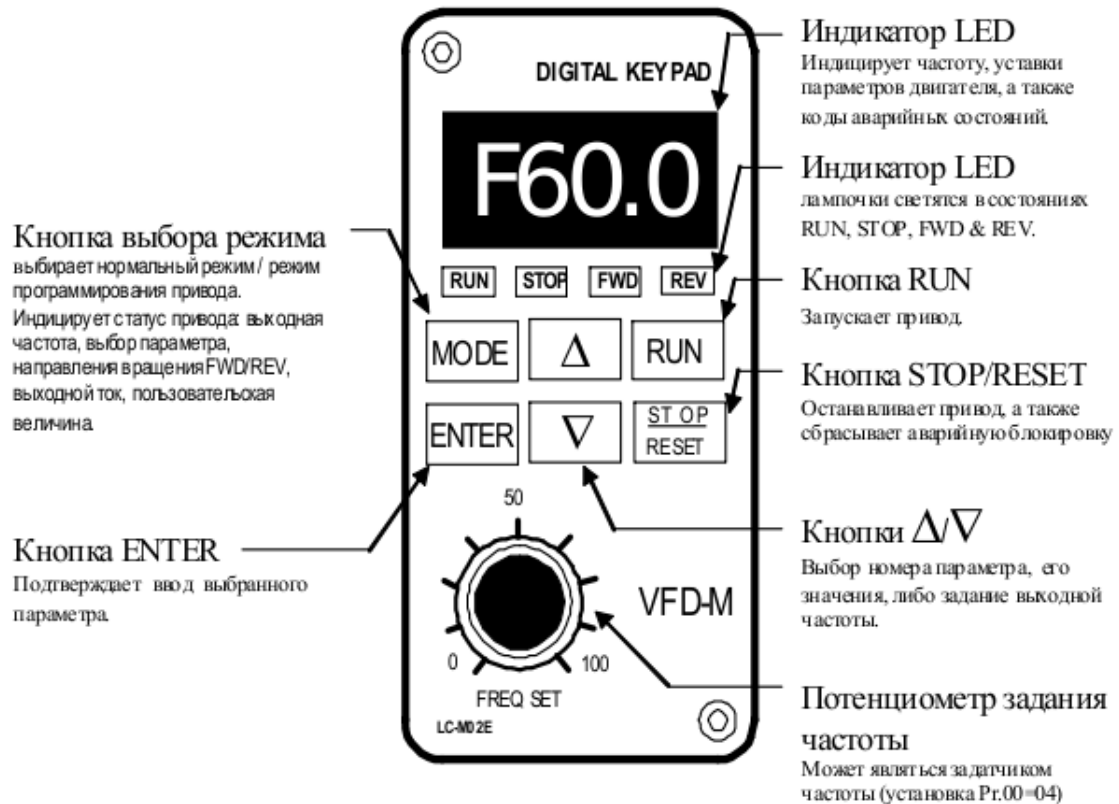 DIGITAL KEYPAD
F60.0
RUN STOP FWD REV
MODE Δ RUN
ENTER ∇ STOP
RESET
50
0 100
FREQ SET
VFD-M
LC-M02E
Кнопка выбора режима
выбирает нормальный режим / режим
программирования привода.
Индицирует статус привода: выходная
частота, выбор параметра,
направления вращения FWD/REV,
выходной ток, пользовательская
величина.
Кнопка ENTER
Подтверждает ввод выбранного
параметра.
Индикатор LED
Индицирует частоту, уставки
параметров двигателя, а также
коды аварийных состояний.
Индикатор LED
лампочки светятся в состояниях
RUN, STOP, FWD & REV.
Кнопка RUN
Запускает привод.
Кнопка STOP/RESET
Останавливает привод, а также
сбрасывает аварийную блокировку
Кнопки Δ/∇
Выбор номера параметра, его
значения, либо задание выходной
частоты.
Потенциометр задания
частоты
Может являться задатчиком
частоты (установка Pr.00=04)